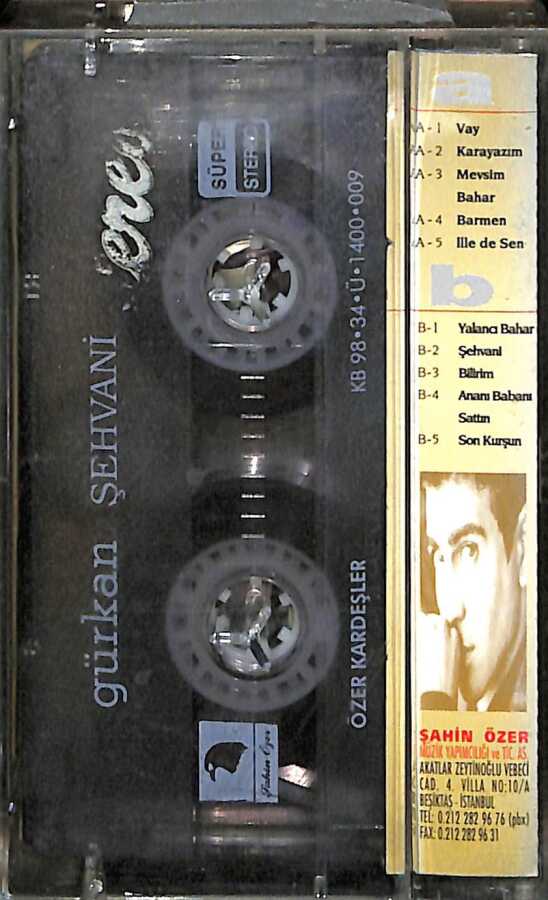 gürkan ŞEHVANİ
SÜPER
STEREO
KB 98•34•Ü•1400•009
ÖZER KARDEŞLER
Şahin Özer
a
A - 1 Vay
A - 2 Karayazım
A - 3 Mevsim
Bahar
A - 4 Barmen
A - 5 İlle de Sen
b
B-1 Yalancı Bahar
B-2 Şehvani
B-3 Bilirim
B-4 Ananı Babanı
Sattın
B-5 Son Kurşun
ŞAHİN ÖZER
MÜZİK YAPIMCILIĞI ve TİC. AŞ.
AKATLAR ZEYTİNOĞLU VEBECİ
CAD. 4. VİLLA NO:10/A
BEŞİKTAŞ - İSTANBUL
TEL: 0.212 282 96 76 (pbx)
FAX: 0.212 282 96 31